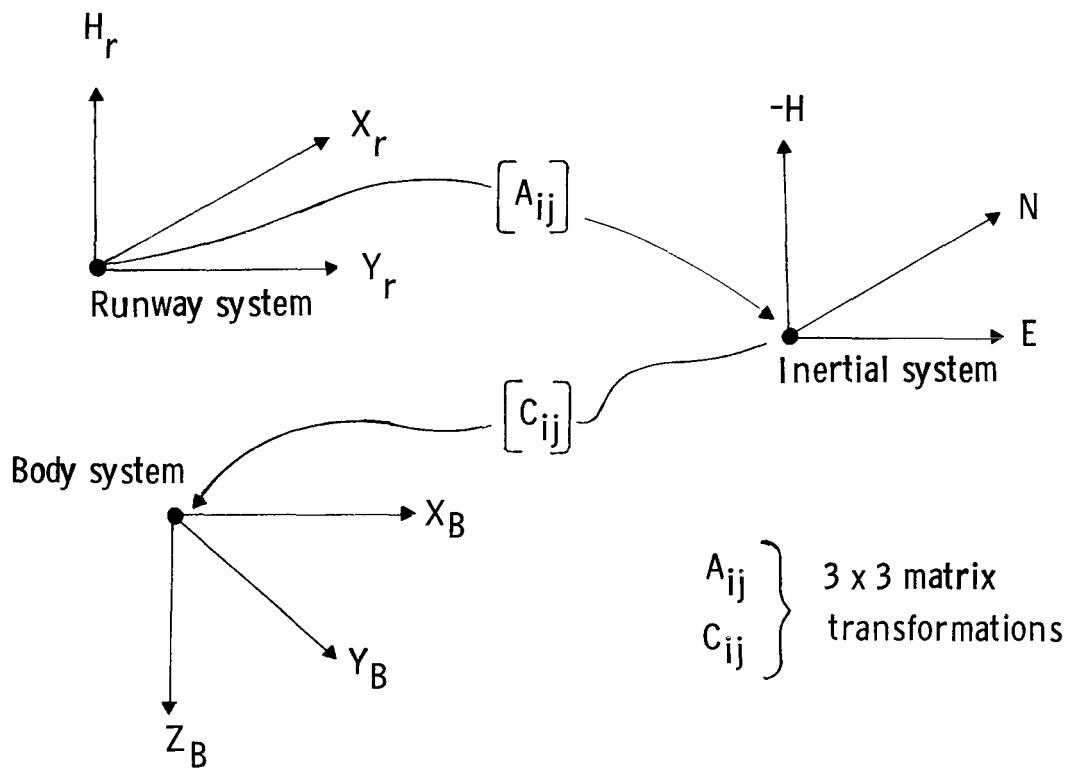 H_r
X_r
Y_r
Runway system
[A_ij]
-H
N
E
Inertial system
[C_ij]
Body system
X_B
Y_B
Z_B
A_ij
C_ij
3 x 3 matrix
transformations